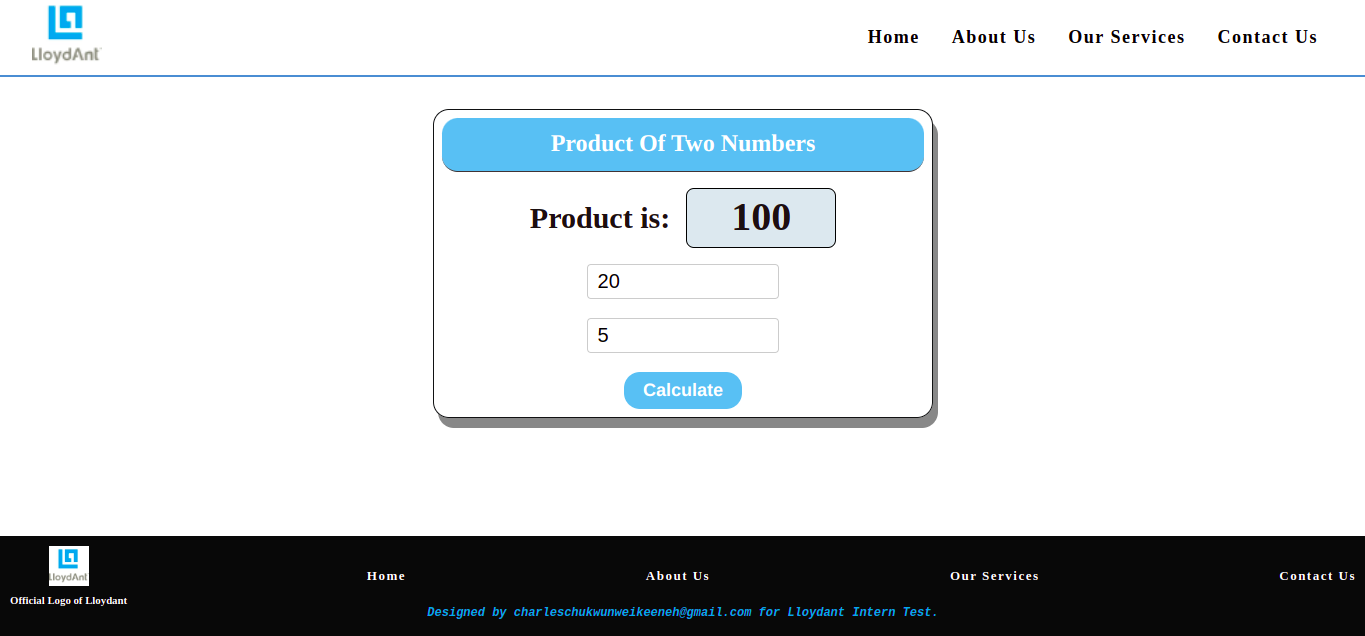 LloydAnt
Home About Us Our Services Contact Us
Product Of Two Numbers
Product is: 100
20
5
Calculate
LloydAnt
Official Logo of Lloydant
Home About Us Our Services Contact Us
Designed by charleschukwunweikeeneh@gmail.com for Lloydant Intern Test.